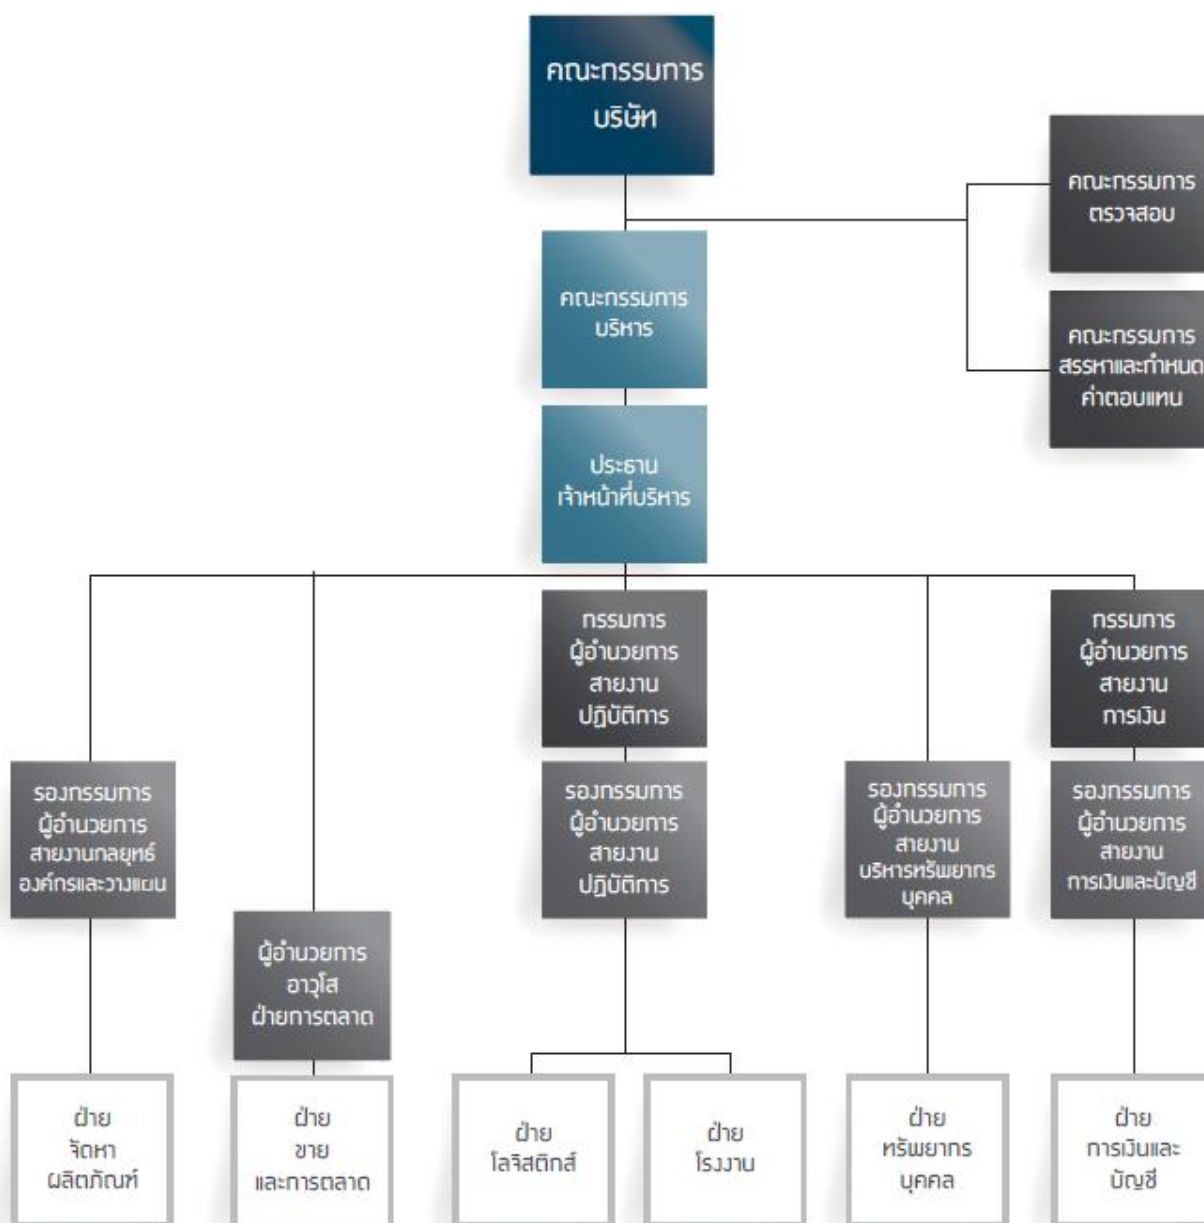 คณะกรรมการ
บริษัท
คณะกรรมการ
ตรวจสอบ
คณะกรรมการ
บริหาร
คณะกรรมการ
สรรหาและกำหนด
ค่าตอบแทน
ประธาน
เจ้าหน้าที่บริหาร
กรรมการ
ผู้อำนวยการ
สายงาน
ปฏิบัติการ
กรรมการ
ผู้อำนวยการ
สายงาน
การเงิน
รองกรรมการ
ผู้อำนวยการ
สายงานกลยุทธ์
องค์กรและวางแผน
รองกรรมการ
ผู้อำนวยการ
สายงาน
ปฏิบัติการ
รองกรรมการ
ผู้อำนวยการ
สายงาน
บริหารทรัพยากร
บุคคล
รองกรรมการ
ผู้อำนวยการ
สายงาน
การเงินและบัญชี
ผู้อำนวยการ
อาวุโส
ฝ่ายการตลาด
ฝ่าย
จัดหา
ผลิตภัณฑ์
ฝ่าย
ขาย
และการตลาด
ฝ่าย
โลจิสติกส์
ฝ่าย
โรงงาน
ฝ่าย
ทรัพยากร
บุคคล
ฝ่าย
การเงินและ
บัญชี